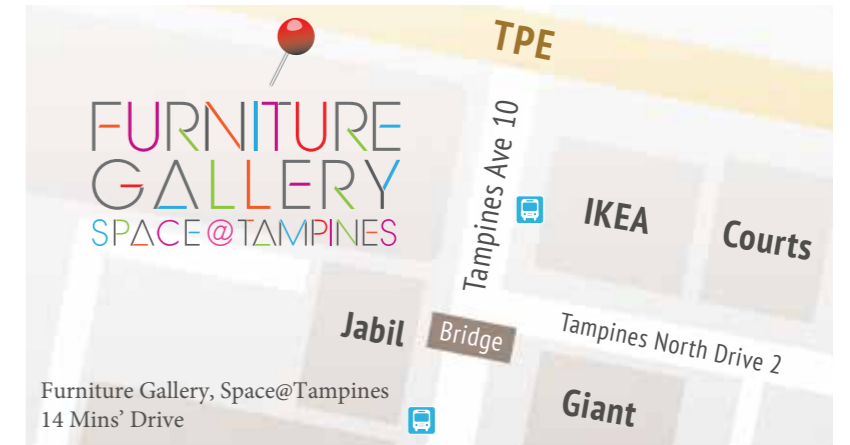 TPE
FURNITURE
GALLERY
SPACE@TAMPINES
Tampines Ave 10
IKEA
Courts
Jabil
Bridge
Tampines North Drive 2
Giant
Furniture Gallery, Space@Tampines
14 Mins’ Drive